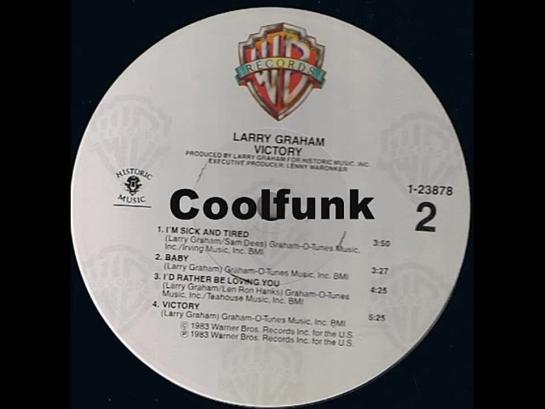 WB
RECORDS
LARRY GRAHAM
VICTORY
PRODUCED BY LARRY GRAHAM FOR HISTORIC MUSIC, INC.
EXECUTIVE PRODUCER: LENNY WARONKER
HISTORIC
MUSIC
1-23878
2
Coolfunk
1. I'M SICK AND TIRED
(Larry Graham/Sam Dees) Graham-O-Tunes Music, 3:50
Inc./Irving Music, Inc. BMI
2. BABY 3:27
(Larry Graham) Graham-O-Tunes Music, Inc. BMI
3. I'D RATHER BE LOVING YOU 4:25
(Larry Graham/Len Ron Hanks) Graham-O-Tunes
Music, Inc./Teahouse Music, Inc. BMI
4. VICTORY 5:25
(Larry Graham) Graham-O-Tunes Music, Inc. BMI
© 1983 Warner Bros. Records Inc. for the U.S.
℗ 1983 Warner Bros. Records Inc. for the U.S.